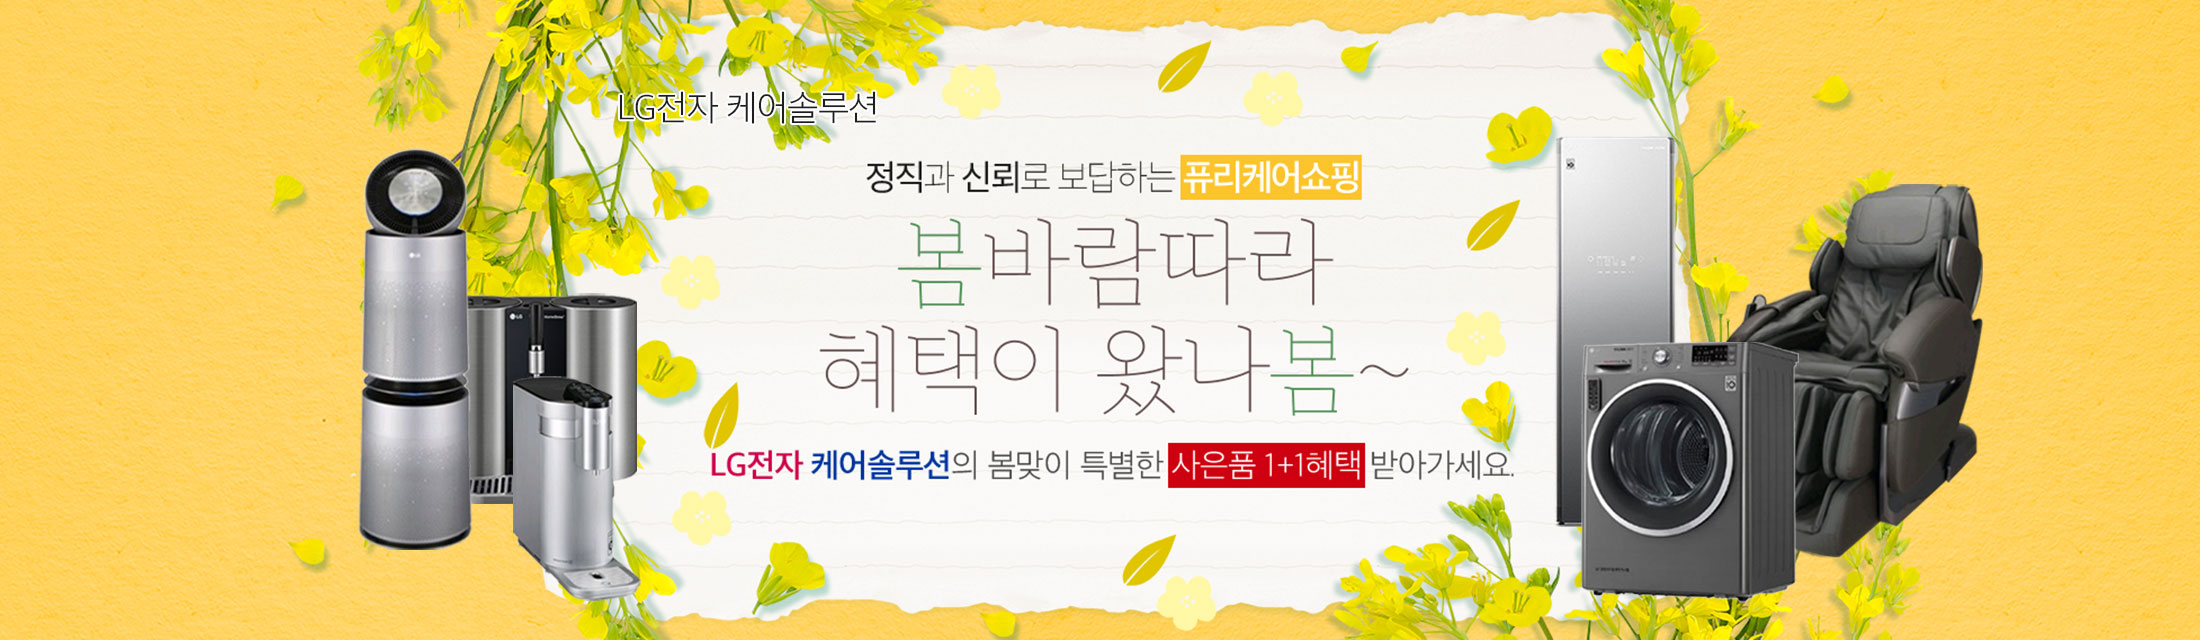 LG전자 케어솔루션
정직과 신뢰로 보답하는 퓨리케어쇼핑
봄바람따라
혜택이 왔나봄~
LG전자 케어솔루션의 봄맞이 특별한 사은품 1+1혜택 받아가세요.
LG
LG